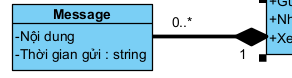 Message
-Nội dung
-Thời gian gửi : string
0..*
1